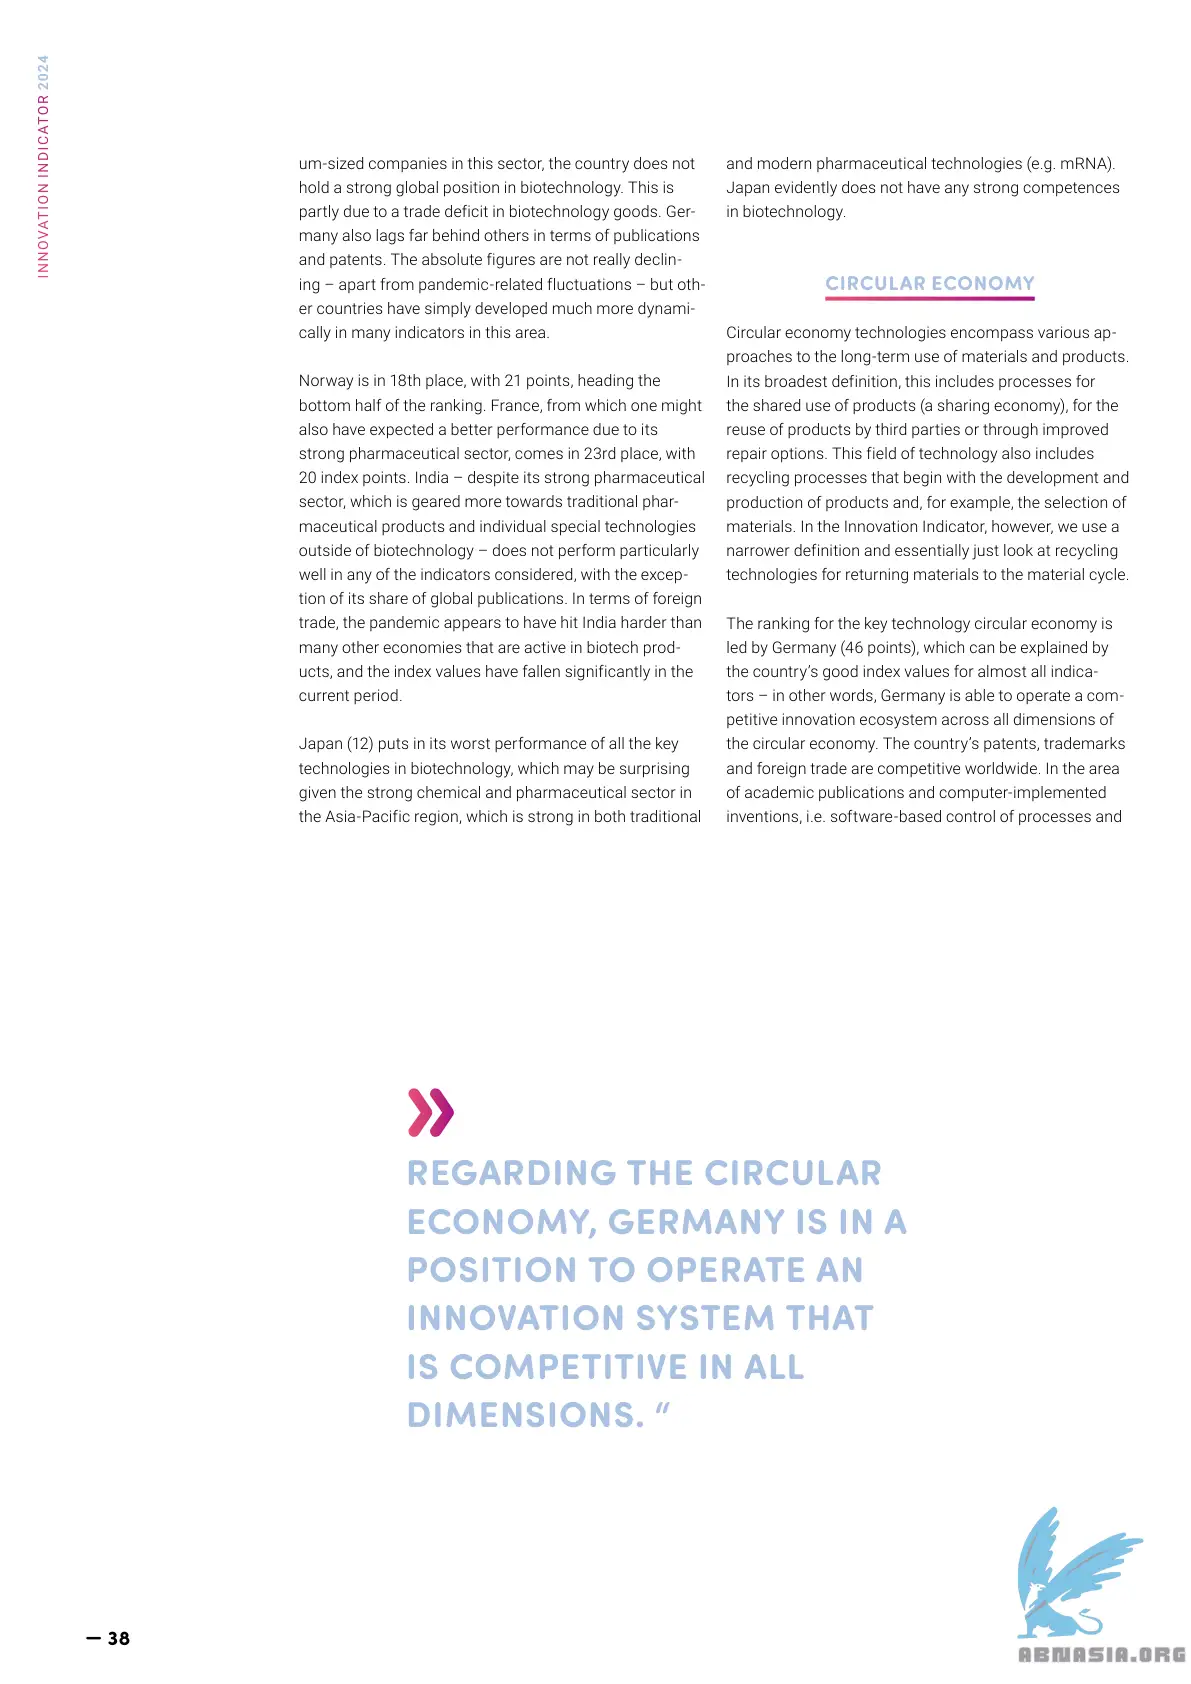 INNOVATION INDICATOR 2024
um-sized companies in this sector, the country does not
hold a strong global position in biotechnology. This is
partly due to a trade deficit in biotechnology goods. Ger-
many also lags far behind others in terms of publications
and patents. The absolute figures are not really declin-
ing – apart from pandemic-related fluctuations – but oth-
er countries have simply developed much more dynami-
cally in many indicators in this area.
Norway is in 18th place, with 21 points, heading the
bottom half of the ranking. France, from which one might
also have expected a better performance due to its
strong pharmaceutical sector, comes in 23rd place, with
20 index points. India – despite its strong pharmaceutical
sector, which is geared more towards traditional phar-
maceutical products and individual special technologies
outside of biotechnology – does not perform particularly
well in any of the indicators considered, with the excep-
tion of its share of global publications. In terms of foreign
trade, the pandemic appears to have hit India harder than
many other economies that are active in biotech prod-
ucts, and the index values have fallen significantly in the
current period.
Japan (12) puts in its worst performance of all the key
technologies in biotechnology, which may be surprising
given the strong chemical and pharmaceutical sector in
the Asia-Pacific region, which is strong in both traditional
and modern pharmaceutical technologies (e.g. mRNA).
Japan evidently does not have any strong competences
in biotechnology.
CIRCULAR ECONOMY
Circular economy technologies encompass various ap-
proaches to the long-term use of materials and products.
In its broadest definition, this includes processes for
the shared use of products (a sharing economy), for the
reuse of products by third parties or through improved
repair options. This field of technology also includes
recycling processes that begin with the development and
production of products and, for example, the selection of
materials. In the Innovation Indicator, however, we use a
narrower definition and essentially just look at recycling
technologies for returning materials to the material cycle.
The ranking for the key technology circular economy is
led by Germany (46 points), which can be explained by
the country’s good index values for almost all indica-
tors – in other words, Germany is able to operate a com-
petitive innovation ecosystem across all dimensions of
the circular economy. The country’s patents, trademarks
and foreign trade are competitive worldwide. In the area
of academic publications and computer-implemented
inventions, i.e. software-based control of processes and
»
REGARDING THE CIRCULAR
ECONOMY, GERMANY IS IN A
POSITION TO OPERATE AN
INNOVATION SYSTEM THAT
IS COMPETITIVE IN ALL
DIMENSIONS. “
— 38
ABNASIA.ORG